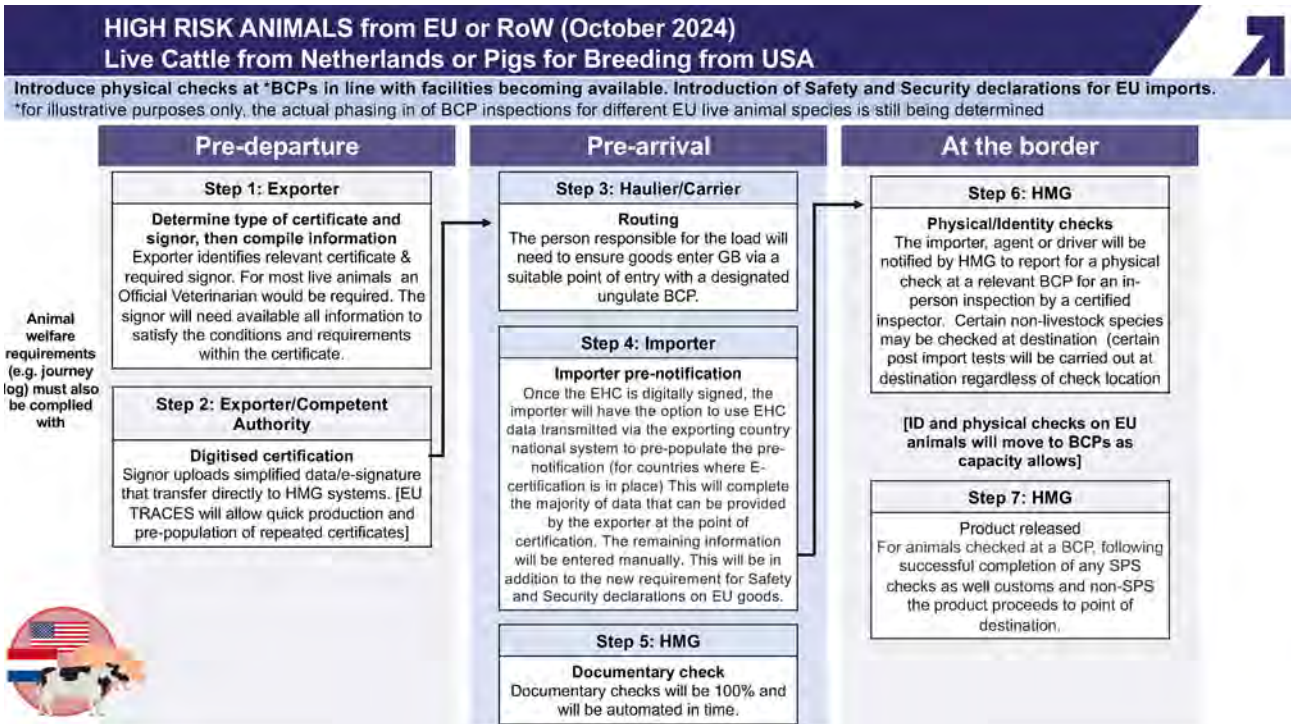 HIGH RISK ANIMALS from EU or RoW (October 2024)
Live Cattle from Netherlands or Pigs for Breeding from USA
Introduce physical checks at *BCPs in line with facilities becoming available. Introduction of Safety and Security declarations for EU imports.
*for illustrative purposes only, the actual phasing in of BCP inspections for different EU live animal species is still being determined
Animal
welfare
requirements
(e.g. journey
log) must also
be complied
with
Pre-departure
Step 1: Exporter
Determine type of certificate and
signor, then compile information
Exporter identifies relevant certificate &
required signor. For most live animals an
Official Veterinarian would be required. The
signor will need available all information to
satisfy the conditions and requirements
within the certificate.
Step 2: Exporter/Competent
Authority
Digitised certification
Signor uploads simplified data/e-signature
that transfer directly to HMG systems. [EU
TRACES will allow quick production and
pre-population of repeated certificates]
Pre-arrival
Step 3: Haulier/Carrier
Routing
The person responsible for the load will
need to ensure goods enter GB via a
suitable point of entry with a designated
ungulate BCP.
Step 4: Importer
Importer pre-notification
Once the EHC is digitally signed, the
importer will have the option to use EHC
data transmitted via the exporting country
national system to pre-populate the pre-
notification (for countries where E-
certification is in place) This will complete
the majority of data that can be provided
by the exporter at the point of
certification. The remaining information
will be entered manually. This will be in
addition to the new requirement for Safety
and Security declarations on EU goods.
Step 5: HMG
Documentary check
Documentary checks will be 100% and
will be automated in time.
At the border
Step 6: HMG
Physical/Identity checks
The importer, agent or driver will be
notified by HMG to report for a physical
check at a relevant BCP for an in-
person inspection by a certified
inspector. Certain non-livestock species
may be checked at destination (certain
post import tests will be carried out at
destination regardless of check location
[ID and physical checks on EU
animals will move to BCPs as
capacity allows]
Step 7: HMG
Product released
For animals checked at a BCP, following
successful completion of any SPS
checks as well customs and non-SPS
the product proceeds to point of
destination.